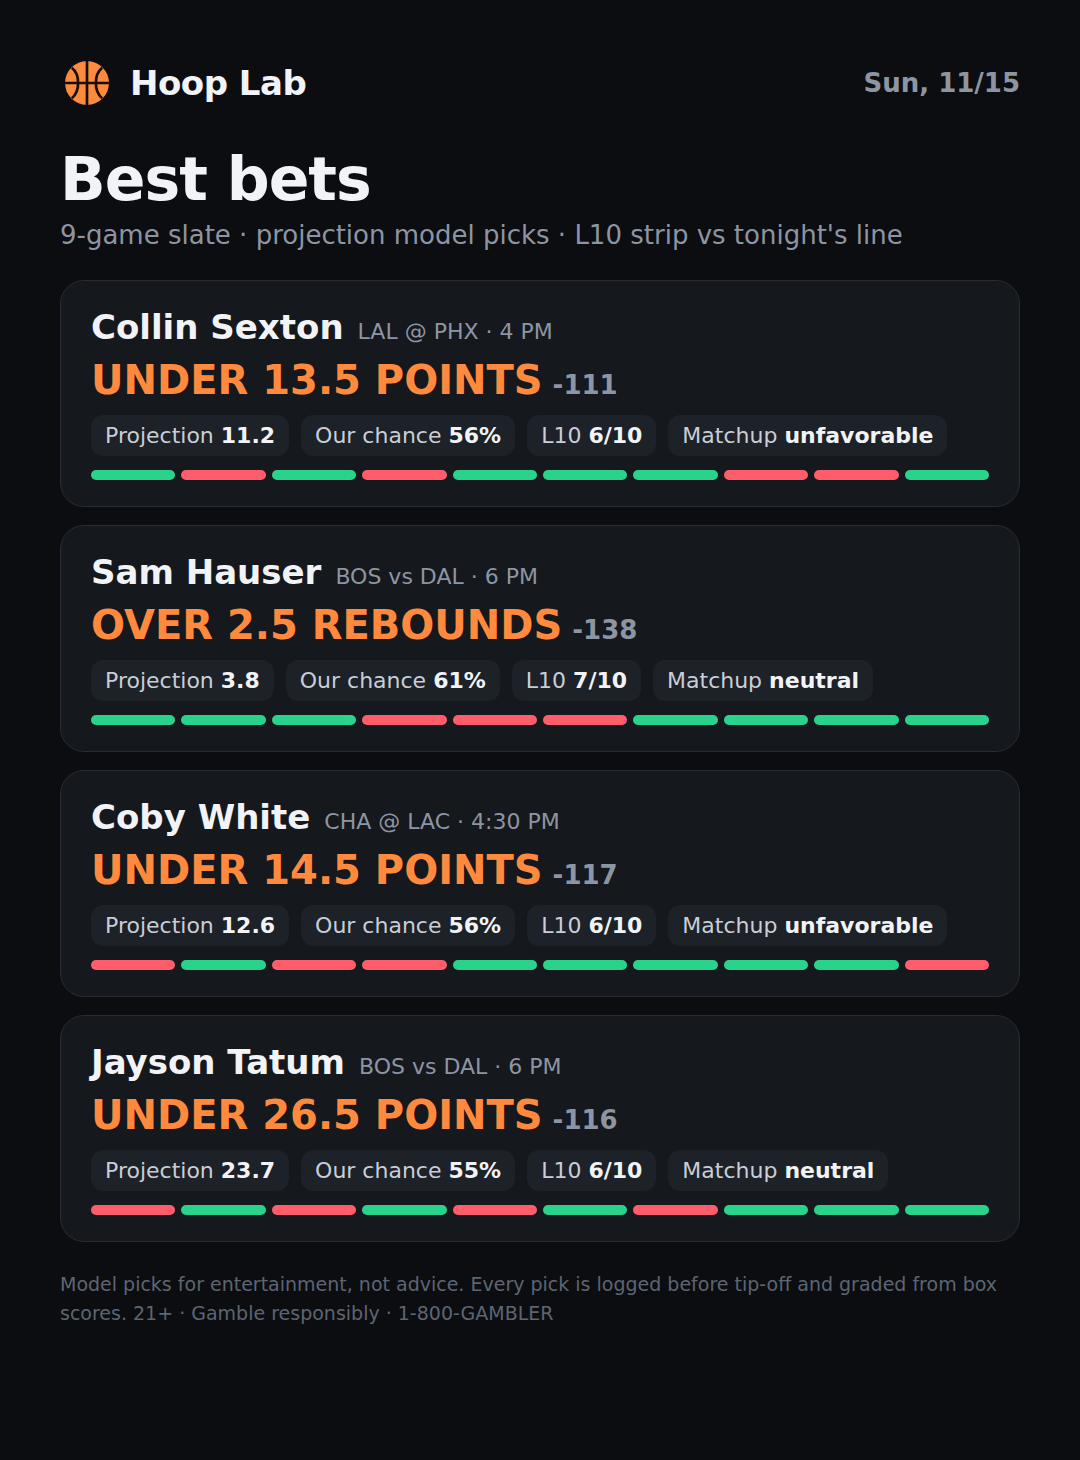 Hoop Lab
Sun, 11/15
Best bets
9-game slate · projection model picks · L10 strip vs tonight's line
Collin Sexton LAL @ PHX · 4 PM
UNDER 13.5 POINTS -111
Projection 11.2 Our chance 56% L10 6/10 Matchup unfavorable
Sam Hauser BOS vs DAL · 6 PM
OVER 2.5 REBOUNDS -138
Projection 3.8 Our chance 61% L10 7/10 Matchup neutral
Coby White CHA @ LAC · 4:30 PM
UNDER 14.5 POINTS -117
Projection 12.6 Our chance 56% L10 6/10 Matchup unfavorable
Jayson Tatum BOS vs DAL · 6 PM
UNDER 26.5 POINTS -116
Projection 23.7 Our chance 55% L10 6/10 Matchup neutral
Model picks for entertainment, not advice. Every pick is logged before tip-off and graded from box
scores. 21+ · Gamble responsibly · 1-800-GAMBLER